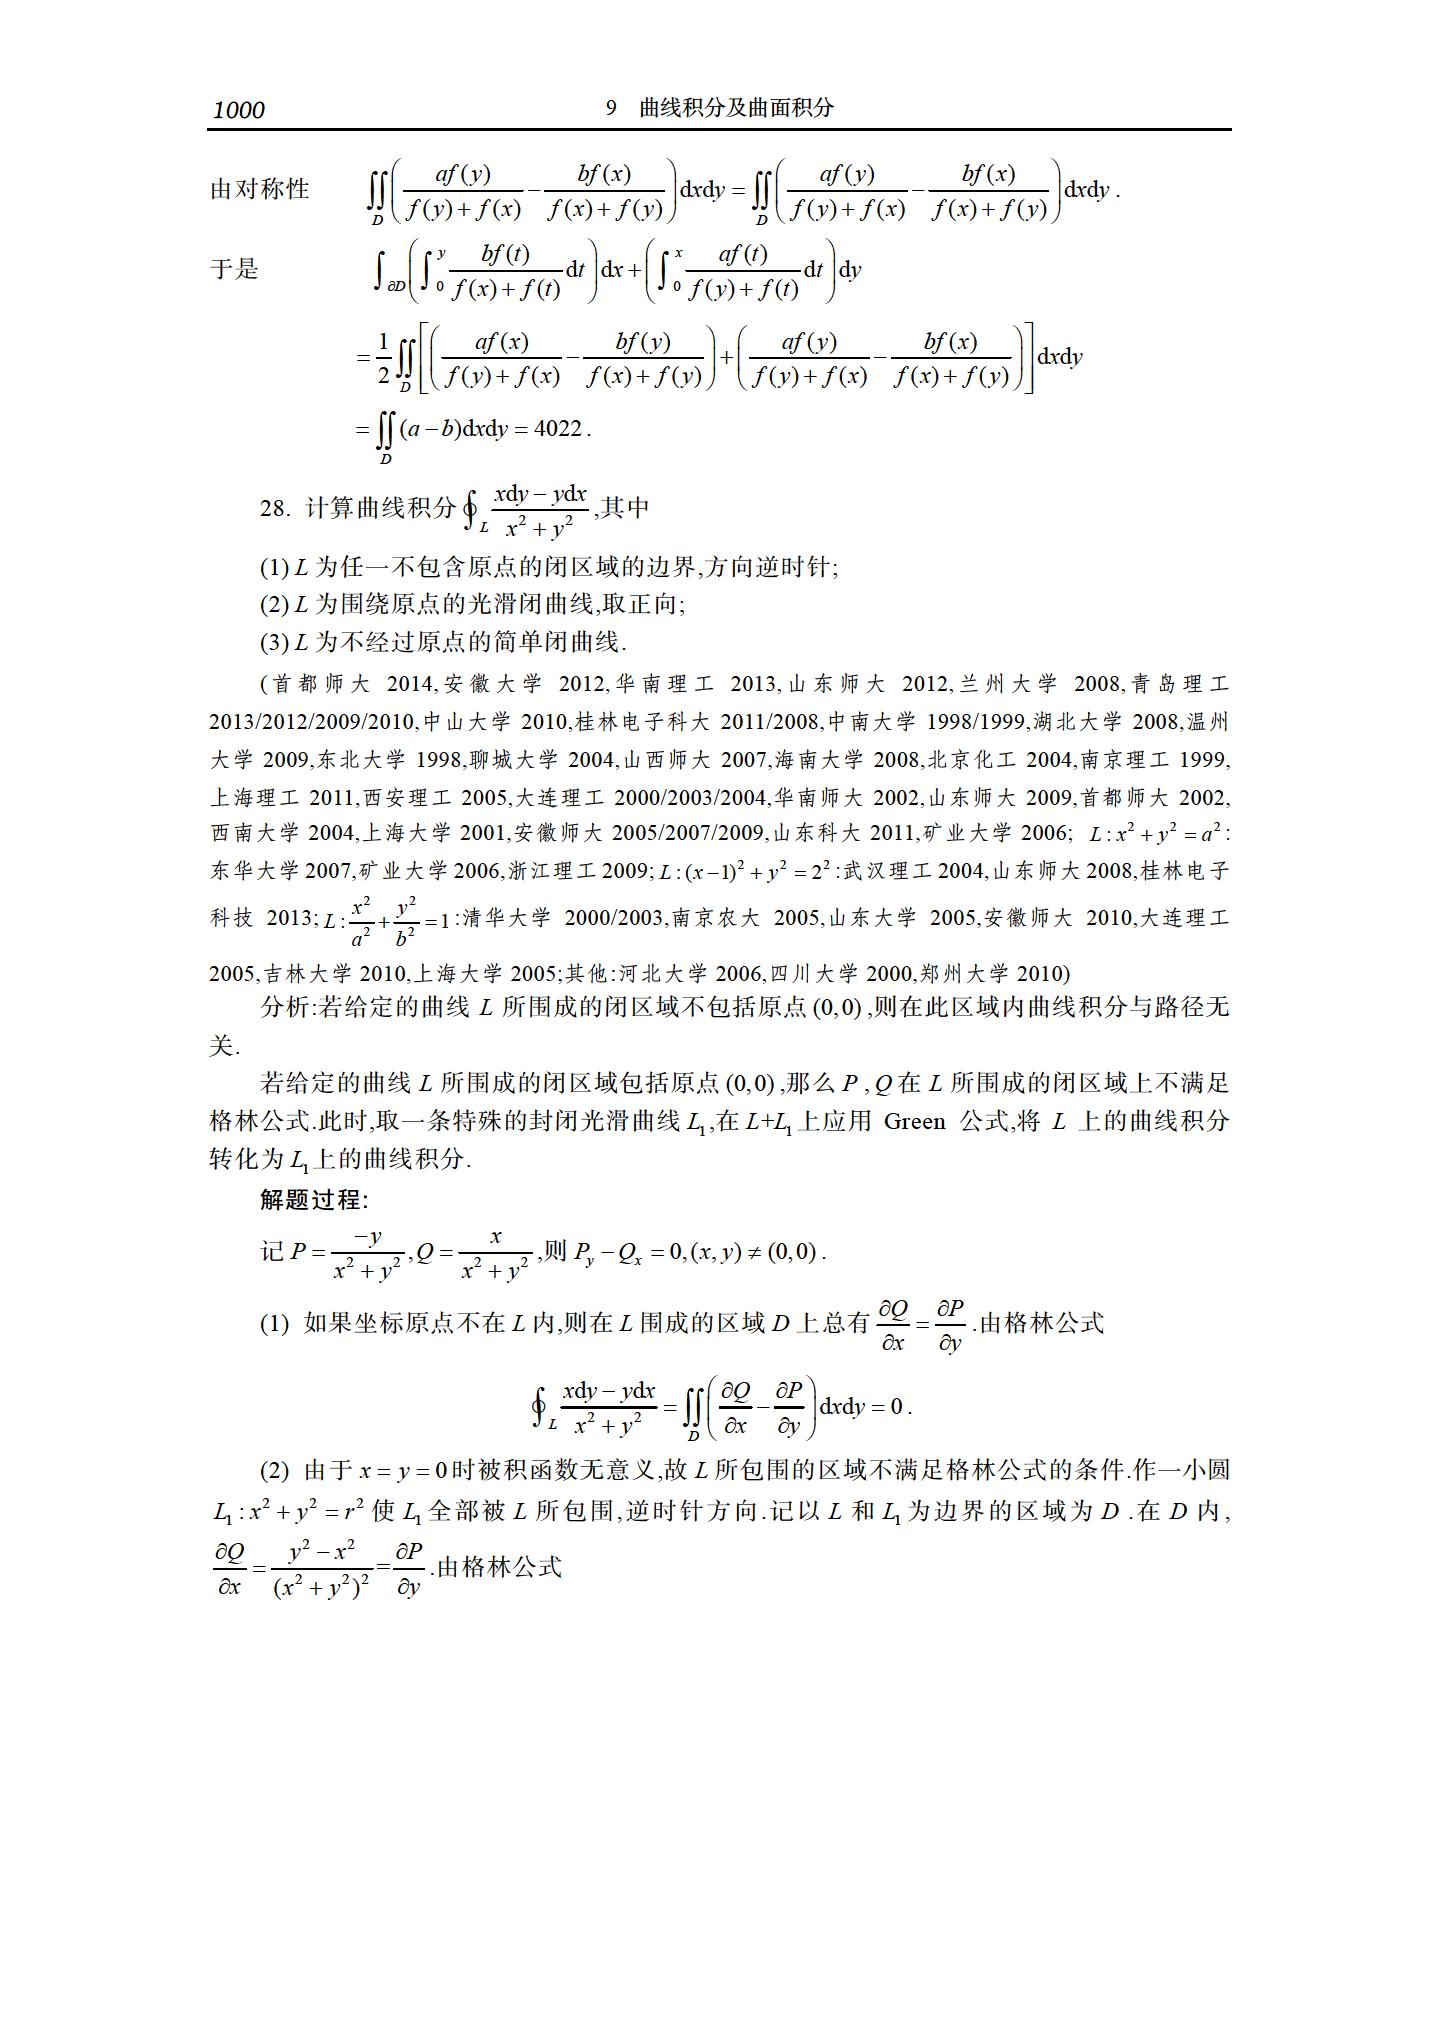 1000 9 曲线积分及曲面积分
由对称性 $\iint_D\left(\frac{af(y)}{f(y)+f(x)}-\frac{bf(x)}{f(x)+f(y)}\right)\mathrm{d}x\mathrm{d}y=\iint_D\left(\frac{af(y)}{f(y)+f(x)}-\frac{bf(x)}{f(x)+f(y)}\right)\mathrm{d}x\mathrm{d}y$ .
于是 $\int_{\partial D}\left(\int_0^y\frac{bf(t)}{f(x)+f(t)}\mathrm{d}t\right)\mathrm{d}x+\left(\int_0^x\frac{af(t)}{f(y)+f(t)}\mathrm{d}t\right)\mathrm{d}y$
$=\frac{1}{2}\iint_D\left[\left(\frac{af(x)}{f(y)+f(x)}-\frac{bf(y)}{f(x)+f(y)}\right)+\left(\frac{af(y)}{f(y)+f(x)}-\frac{bf(x)}{f(x)+f(y)}\right)\right]\mathrm{d}x\mathrm{d}y$
$=\iint_D(a-b)\mathrm{d}x\mathrm{d}y=4022$ .
28. 计算曲线积分 $\oint_L\frac{x\mathrm{d}y-y\mathrm{d}x}{x^2+y^2}$ ,其中
(1) L 为任一不包含原点的闭区域的边界,方向逆时针;
(2) L 为围绕原点的光滑闭曲线,取正向;
(3) L 为不经过原点的简单闭曲线.
(首都师大 2014,安徽大学 2012,华南理工 2013,山东师大 2012,兰州大学 2008,青岛理工
2013/2012/2009/2010,中山大学 2010,桂林电子科大 2011/2008,中南大学 1998/1999,湖北大学 2008,温州
大学 2009,东北大学 1998,聊城大学 2004,山西师大 2007,海南大学 2008,北京化工 2004,南京理工 1999,
上海理工 2011,西安理工 2005,大连理工 2000/2003/2004,华南师大 2002,山东师大 2009,首都师大 2002,
西南大学 2004,上海大学 2001,安徽师大 2005/2007/2009,山东科大 2011,矿业大学 2006; $L:x^2+y^2=a^2$ :
东华大学 2007,矿业大学 2006,浙江理工 2009; $L:(x-1)^2+y^2=2^2$ :武汉理工 2004,山东师大 2008,桂林电子
科技 2013; $L:\frac{x^2}{a^2}+\frac{y^2}{b^2}=1$ :清华大学 2000/2003,南京农大 2005,山东大学 2005,安徽师大 2010,大连理工
2005,吉林大学 2010,上海大学 2005;其他:河北大学 2006,四川大学 2000,郑州大学 2010)
分析:若给定的曲线 L 所围成的闭区域不包括原点 (0,0) ,则在此区域内曲线积分与路径无
关.
若给定的曲线 L 所围成的闭区域包括原点 (0,0) ,那么 P , Q 在 L 所围成的闭区域上不满足
格林公式.此时,取一条特殊的封闭光滑曲线 $L_1$ ,在 $L+L_1$ 上应用 Green 公式,将 L 上的曲线积分
转化为 $L_1$ 上的曲线积分.
解题过程:
记 $P=\frac{-y}{x^2+y^2},Q=\frac{x}{x^2+y^2}$ ,则 $P_y-Q_x=0,(x,y)\neq(0,0)$ .
(1) 如果坐标原点不在 L 内,则在 L 围成的区域 D 上总有 $\frac{\partial Q}{\partial x}=\frac{\partial P}{\partial y}$ .由格林公式
$\oint_L\frac{x\mathrm{d}y-y\mathrm{d}x}{x^2+y^2}=\iint_D\left(\frac{\partial Q}{\partial x}-\frac{\partial P}{\partial y}\right)\mathrm{d}x\mathrm{d}y=0$ .
(2) 由于 $x=y=0$ 时被积函数无意义,故 L 所包围的区域不满足格林公式的条件.作一小圆
$L_1:x^2+y^2=r^2$ 使 $L_1$ 全部被 L 所包围,逆时针方向.记以 L 和 $L_1$ 为边界的区域为 D .在 D 内,
$\frac{\partial Q}{\partial x}=\frac{y^2-x^2}{(x^2+y^2)^2}=\frac{\partial P}{\partial y}$ .由格林公式